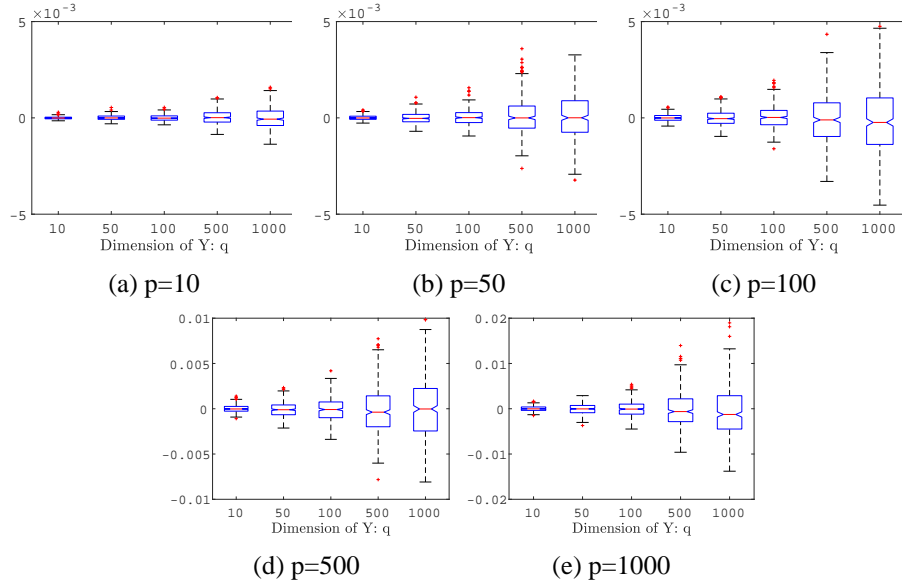 ×10⁻³ ×10⁻³ ×10⁻³
5 5 5
0 0 0
-5 -5 -5
10 50 100 500 1000 10 50 100 500 1000 10 50 100 500 1000
Dimension of Y: q Dimension of Y: q Dimension of Y: q
(a) p=10 (b) p=50 (c) p=100
0.01 0.02
0.005 0.01
0 0
-0.005 -0.01
-0.01 -0.02
10 50 100 500 1000 10 50 100 500 1000
Dimension of Y: q Dimension of Y: q
(d) p=500 (e) p=1000